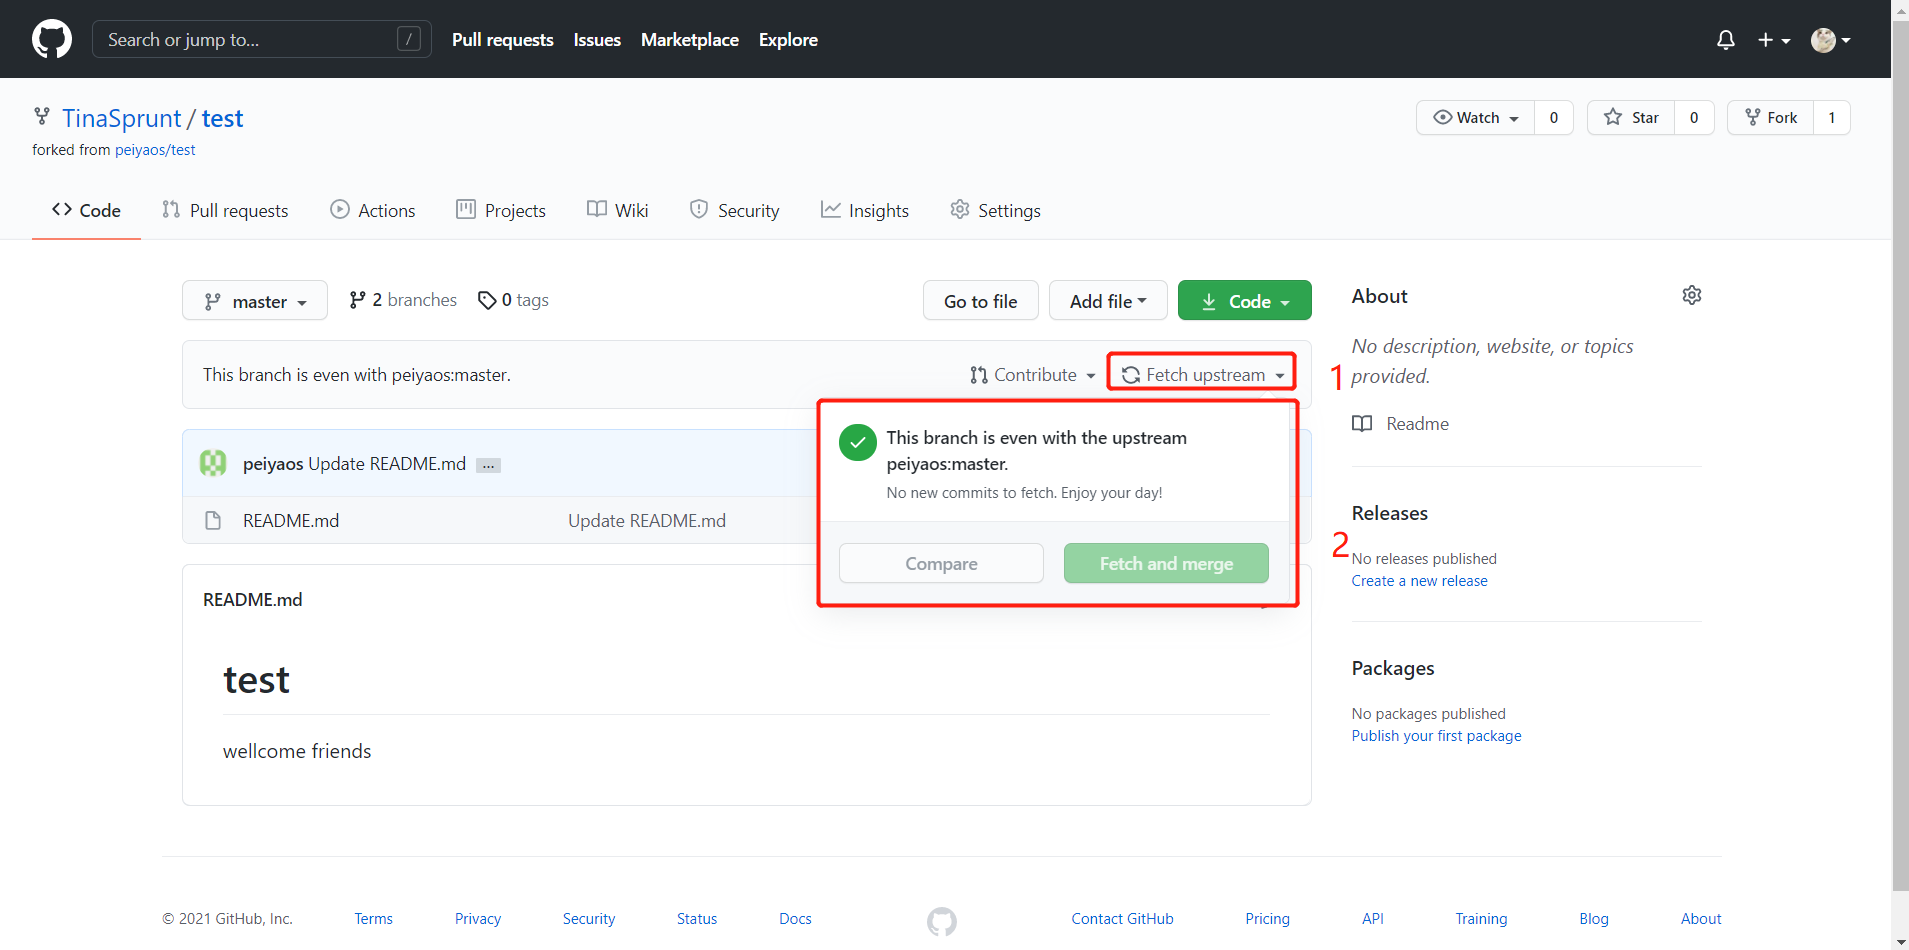 Search or jump to... /
Pull requests Issues Marketplace Explore
TinaSprunt / test
forked from peiyaos/test
Watch 0 Star 0 Fork 1
Code Pull requests Actions Projects Wiki Security Insights Settings
master 2 branches 0 tags Go to file Add file Code
This branch is even with peiyaos:master. Contribute Fetch upstream 1
This branch is even with the upstream
peiyaos:master.
No new commits to fetch. Enjoy your day!
Compare Fetch and merge
2
peiyaos Update README.md ...
README.md Update README.md
README.md
test
wellcome friends
About
No description, website, or topics
provided.
Readme
Releases
No releases published
Create a new release
Packages
No packages published
Publish your first package
© 2021 GitHub, Inc. Terms Privacy Security Status Docs Contact GitHub Pricing API Training Blog About